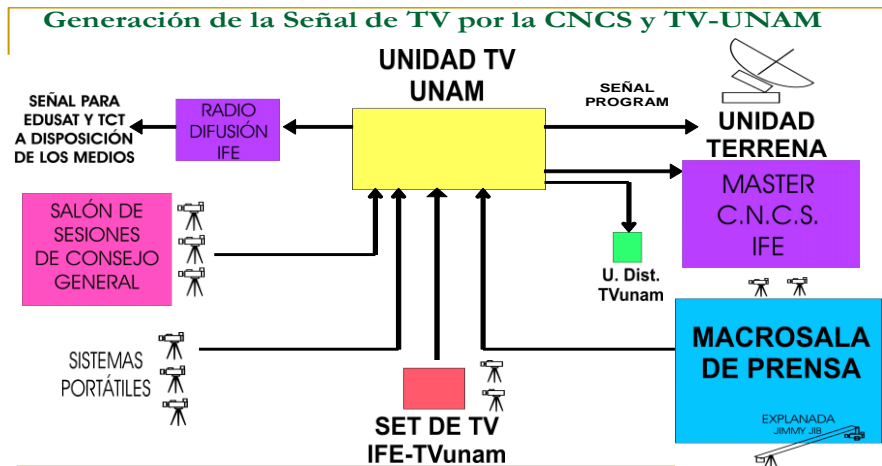 Generación de la Señal de TV por la CNCS y TV-UNAM
UNIDAD TV
UNAM
SEÑAL
PROGRAM
SEÑAL PARA
EDUSAT Y TCT
A DISPOSICIÓN
DE LOS MEDIOS
RADIO
DIFUSIÓN
IFE
UNIDAD
TERRENA
MASTER
C.N.C.S.
IFE
SALÓN DE
SESIONES
DE CONSEJO
GENERAL
U. Dist.
TVunam
SISTEMAS
PORTÁTILES
MACROSALA
DE PRENSA
SET DE TV
IFE-TVunam
EXPLANADA
JIMMY JIB